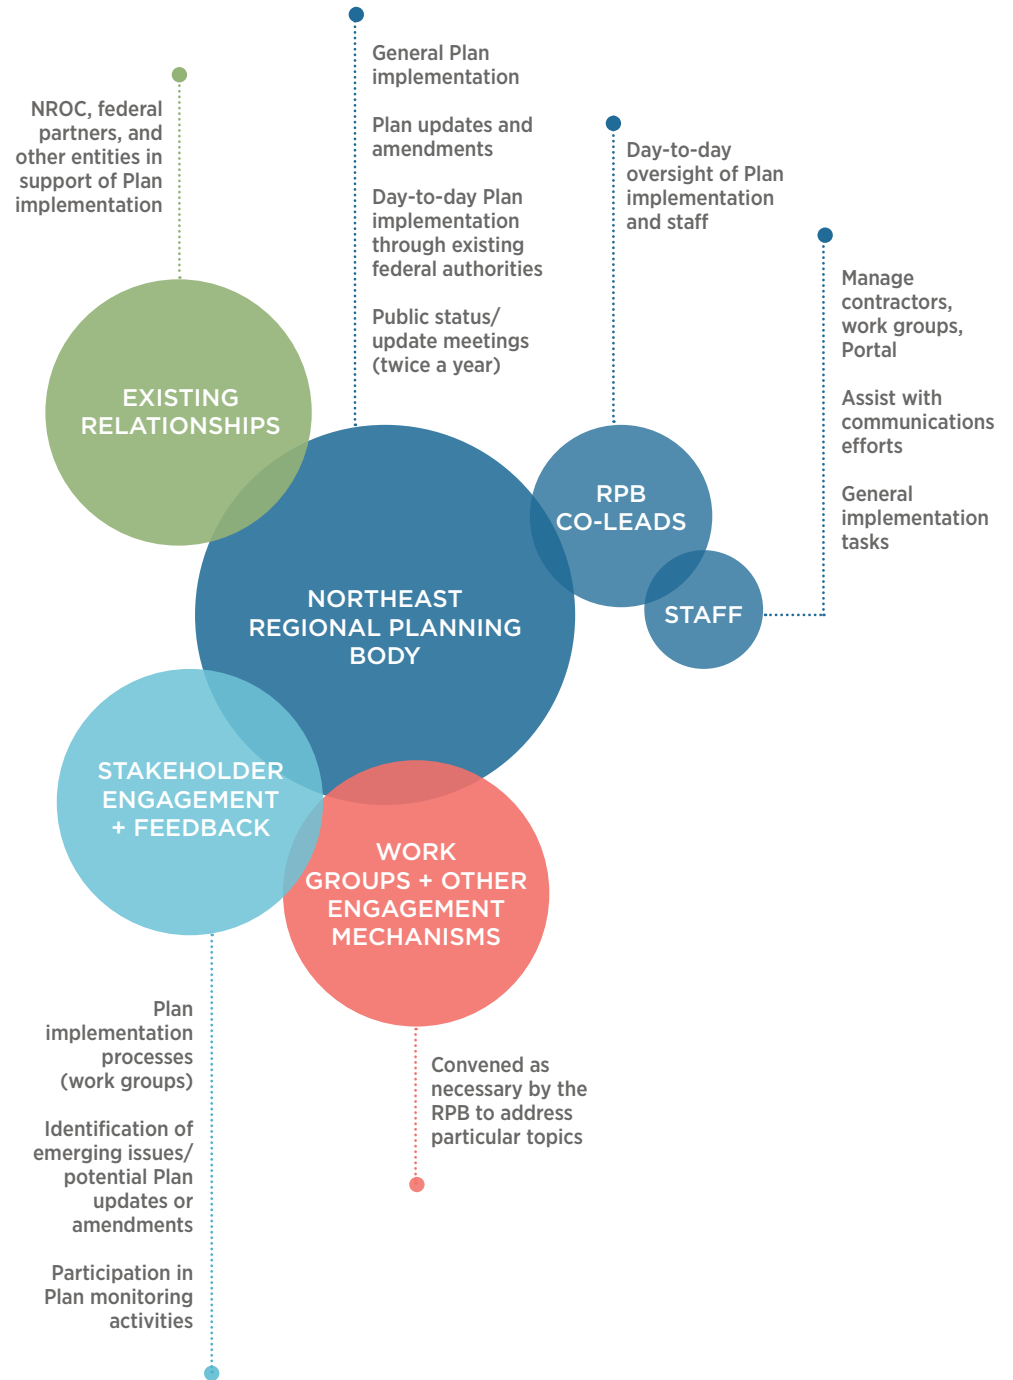 NROC, federal
partners, and
other entities in
support of Plan
implementation
General Plan
implementation
Plan updates and
amendments
Day-to-day Plan
implementation
through existing
federal authorities
Public status/
update meetings
(twice a year)
Day-to-day
oversight of Plan
implementation
and staff
Manage
contractors,
work groups,
Portal
Assist with
communications
efforts
General
implementation
tasks
EXISTING
RELATIONSHIPS
RPB
CO-LEADS
STAFF
NORTHEAST
REGIONAL PLANNING
BODY
STAKEHOLDER
ENGAGEMENT
+ FEEDBACK
WORK
GROUPS + OTHER
ENGAGEMENT
MECHANISMS
Plan
implementation
processes
(work groups)
Identification of
emerging issues/
potential Plan
updates or
amendments
Participation in
Plan monitoring
activities
Convened as
necessary by the
RPB to address
particular topics